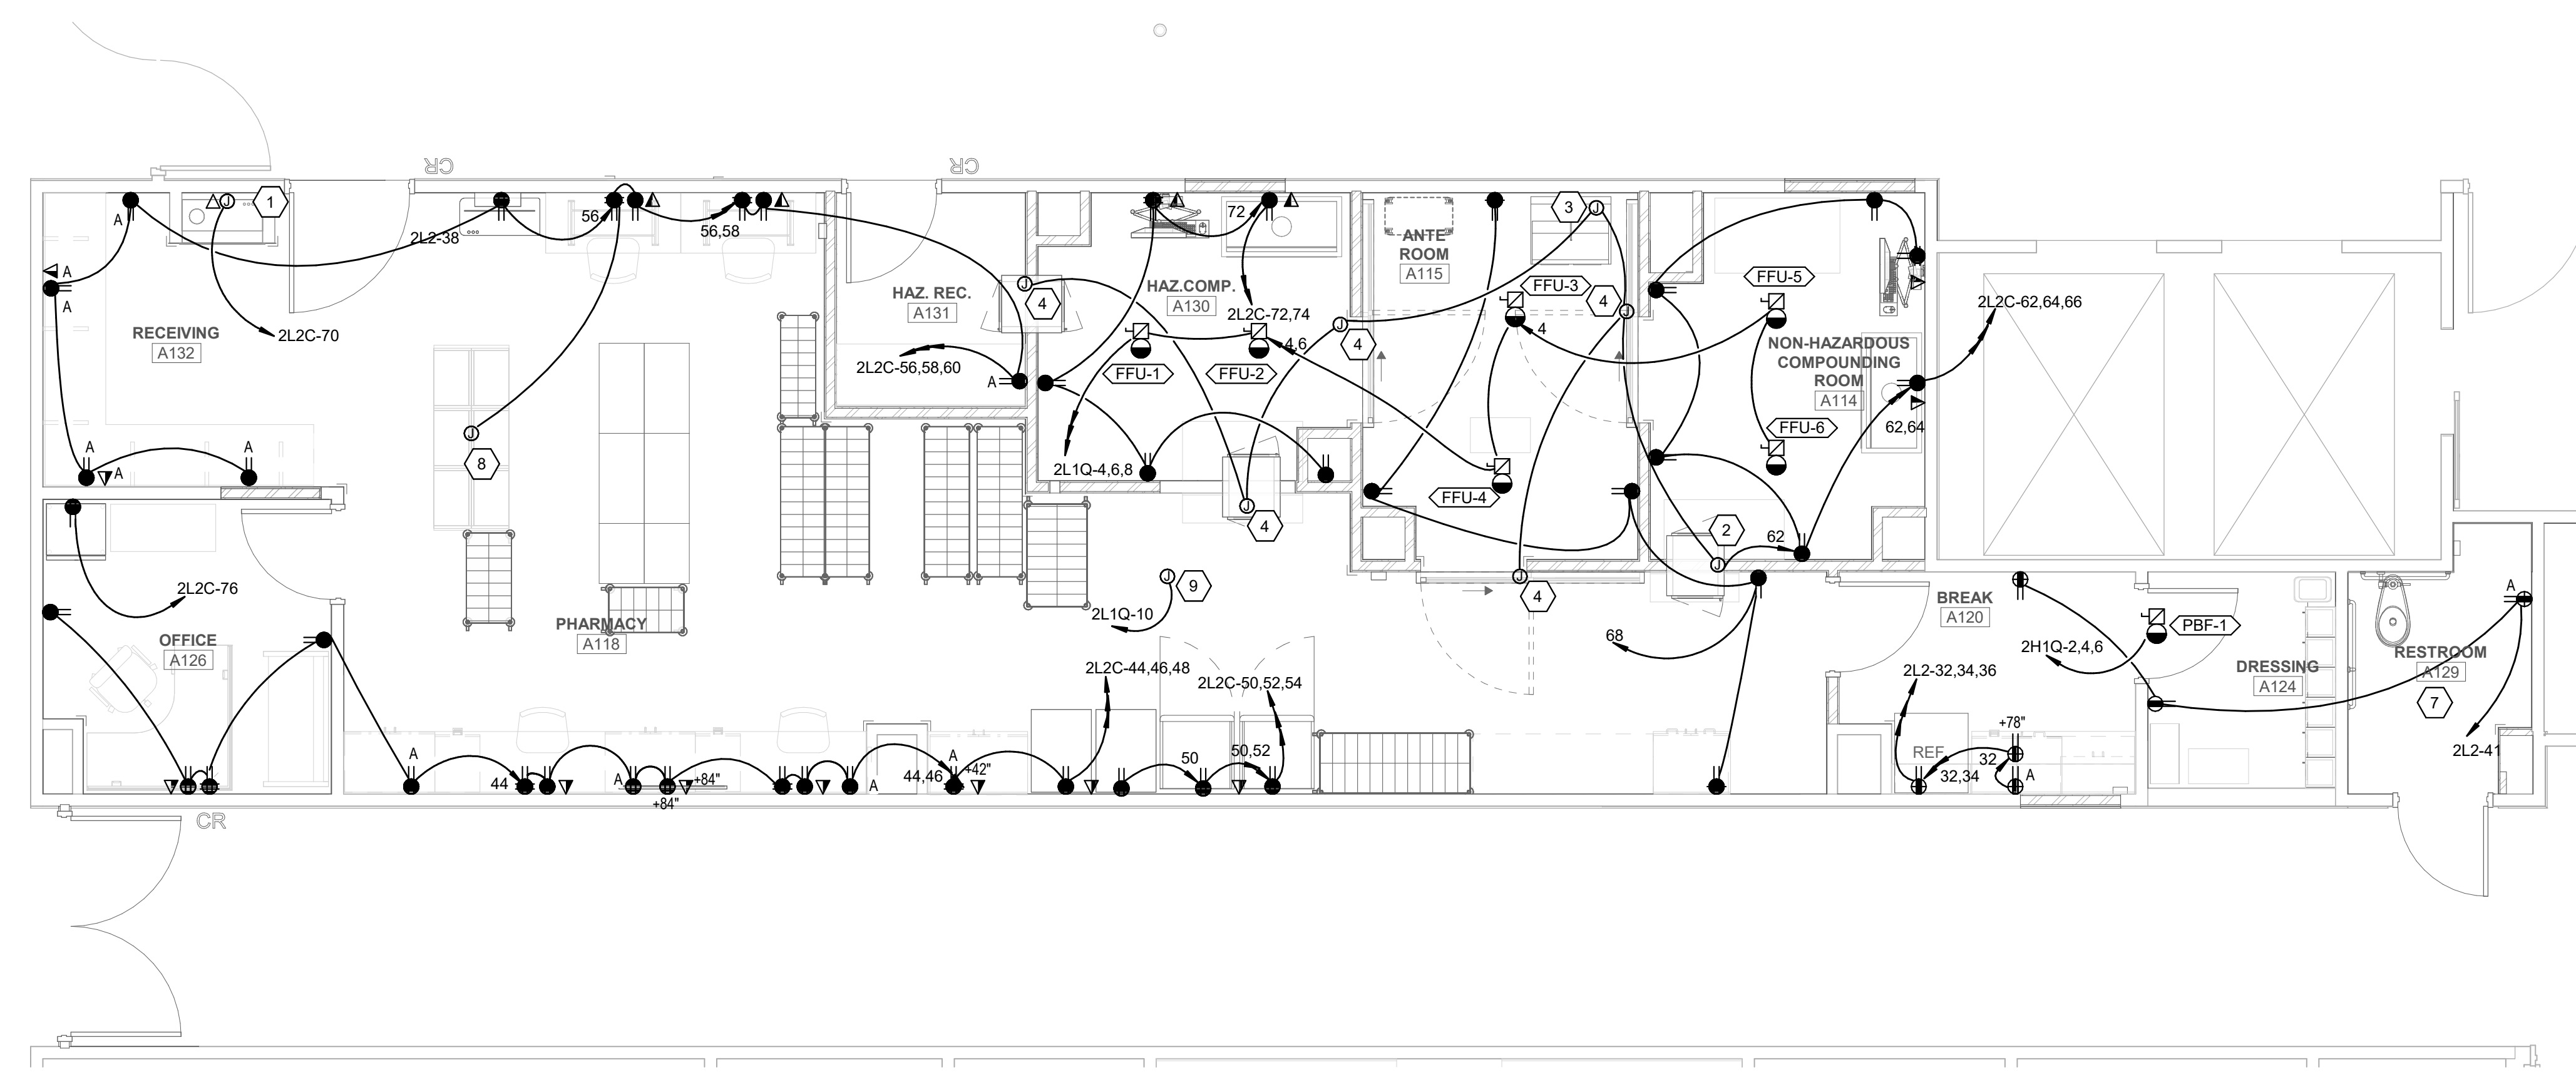 CR
CR
1
A
56
56,58
2L2-38
72
3
ANTE
ROOM
A115
A
A
RECEIVING
A132
2L2C-70
HAZ. REC.
A131
4
HAZ.COMP.
A130
2L2C-72,74
4,6
4
FFU-3
4
4
FFU-5
2L2C-62,64,66
NON-HAZARDOUS
COMPOUNDING
ROOM
A114
2L2C-56,58,60
A
FFU-1
FFU-2
FFU-6
62,64
A
A
A
8
2L1Q-4,6,8
FFU-4
4
2
62
2L2C-76
9
2L1Q-10
4
68
OFFICE
A126
PHARMACY
A118
BREAK
A120
PBF-1
2H1Q-2,4,6
A
RESTROOM
A129
7
DRESSING
A124
2L2C-44,46,48
2L2C-50,52,54
2L2-32,34,36
+78"
REF.
32
32,34
A
2L2-41
A
44
A
+84"
+84"
A
A
44,46
+42"
50
50,52
CR
J
J
J
J
J
J
J
J
J
J